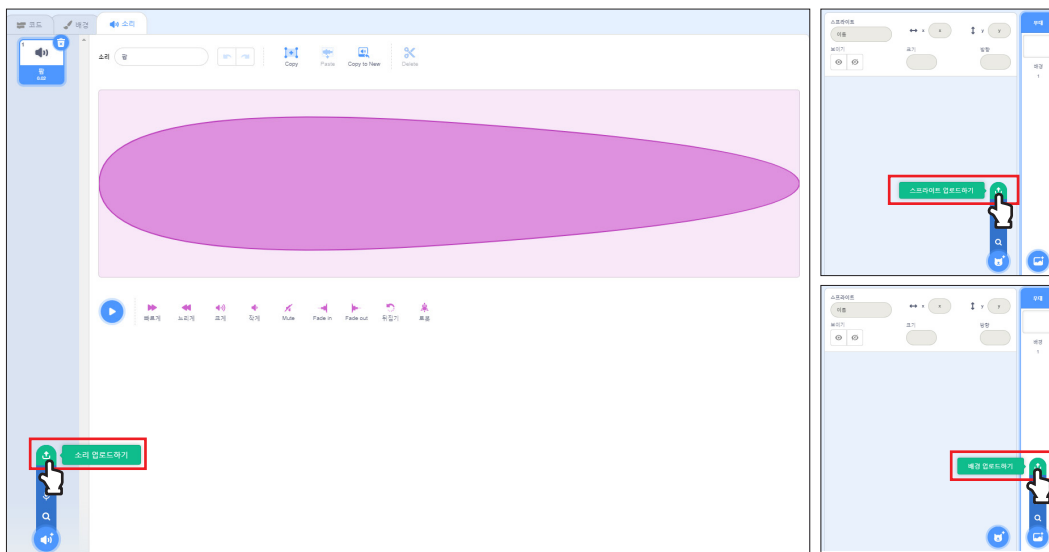 코드
배경
소리
1
팝
소리
팝
Copy
Paste
Copy to New
Delete
빠르게
느리게
크게
작게
Mute
Fade in
Fade out
뒤집기
로봇
소리 업로드하기
스프라이트
이름
x
x
y
y
보이기
크기
방향
무대
배경
1
스프라이트 업로드하기
스프라이트
이름
x
x
y
y
보이기
크기
방향
무대
배경
1
배경 업로드하기